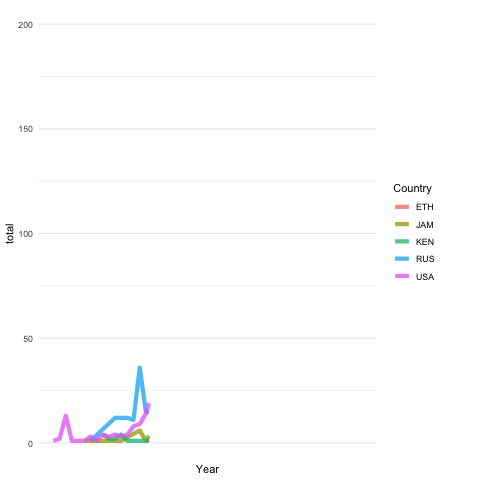 200
150
100
50
0
total
Year
Country
ETH
JAM
KEN
RUS
USA